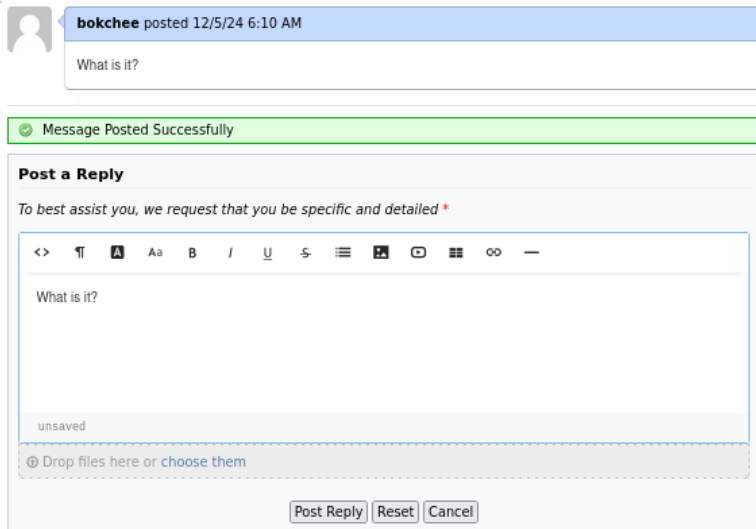 bokchee posted 12/5/24 6:10 AM
What is it?
Message Posted Successfully
Post a Reply
To best assist you, we request that you be specific and detailed *
<> ¶ A Aa B I U S
What is it?
unsaved
Drop files here or choose them
Post Reply Reset Cancel